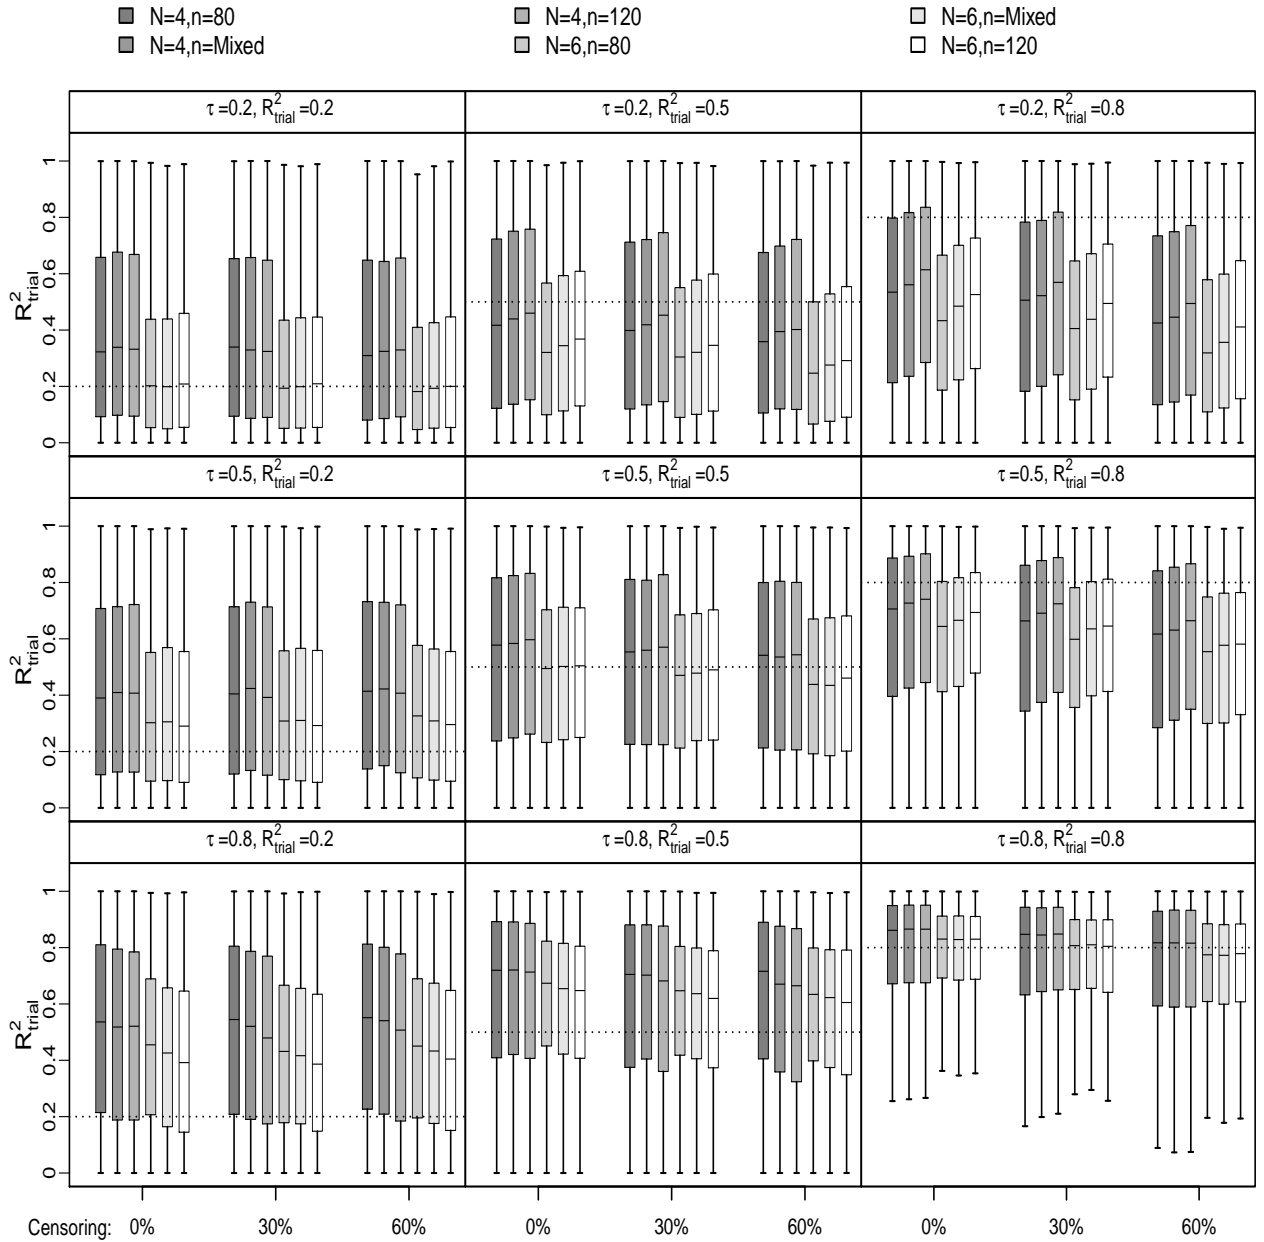 N=4,n=80 N=4,n=120 N=6,n=Mixed
N=4,n=Mixed N=6,n=80 N=6,n=120
τ=0.2, R²trial=0.2 τ=0.2, R²trial=0.5 τ=0.2, R²trial=0.8
1
0.8
0.6
0.4
0.2
0
R²trial
τ=0.5, R²trial=0.2 τ=0.5, R²trial=0.5 τ=0.5, R²trial=0.8
1
0.8
0.6
0.4
0.2
0
R²trial
τ=0.8, R²trial=0.2 τ=0.8, R²trial=0.5 τ=0.8, R²trial=0.8
1
0.8
0.6
0.4
0.2
0
R²trial
Censoring: 0% 30% 60% 0% 30% 60% 0% 30% 60%